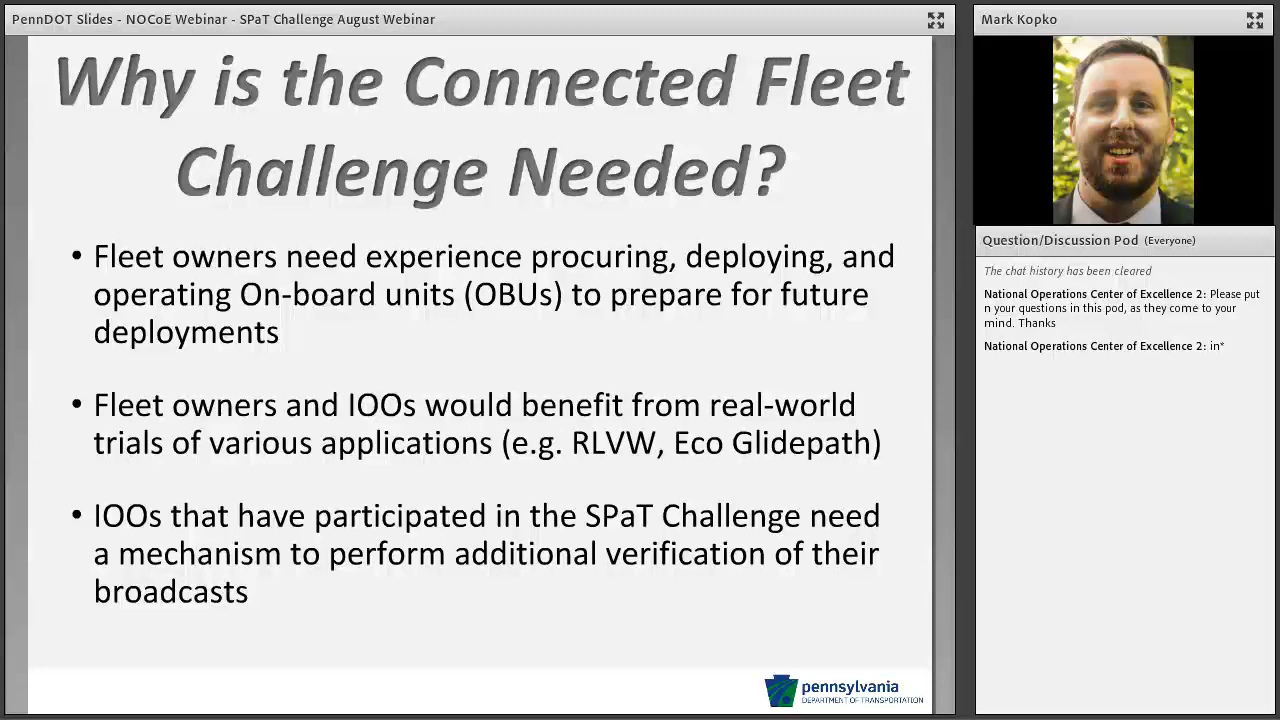 PennDOT Slides - NOCoE Webinar - SPaT Challenge August Webinar
Why is the Connected Fleet
Challenge Needed?
• Fleet owners need experience procuring, deploying, and
operating On-board units (OBUs) to prepare for future
deployments
• Fleet owners and IOOs would benefit from real-world
trials of various applications (e.g. RLVW, Eco Glidepath)
• IOOs that have participated in the SPaT Challenge need
a mechanism to perform additional verification of their
broadcasts
pennsylvania
DEPARTMENT OF TRANSPORTATION
Mark Kopko
Question/Discussion Pod (Everyone)
The chat history has been cleared
National Operations Center of Excellence 2: Please put
n your questions in this pod, as they come to your
mind. Thanks
National Operations Center of Excellence 2: in*